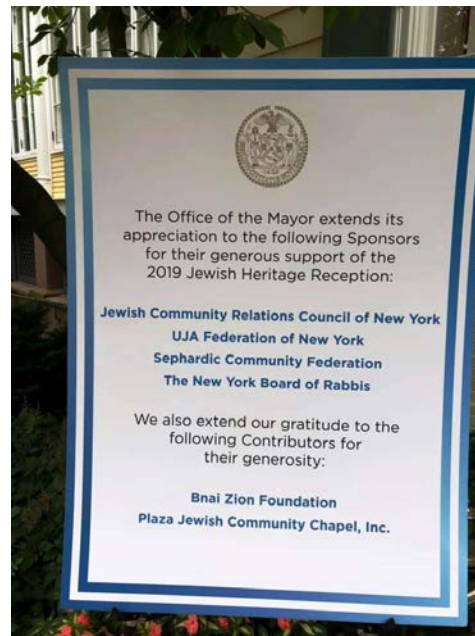 The Office of the Mayor extends its
appreciation to the following Sponsors
for their generous support of the
2019 Jewish Heritage Reception:
Jewish Community Relations Council of New York
UJA Federation of New York
Sephardic Community Federation
The New York Board of Rabbis
We also extend our gratitude to the
following Contributors for
their generosity:
Bnai Zion Foundation
Plaza Jewish Community Chapel, Inc.